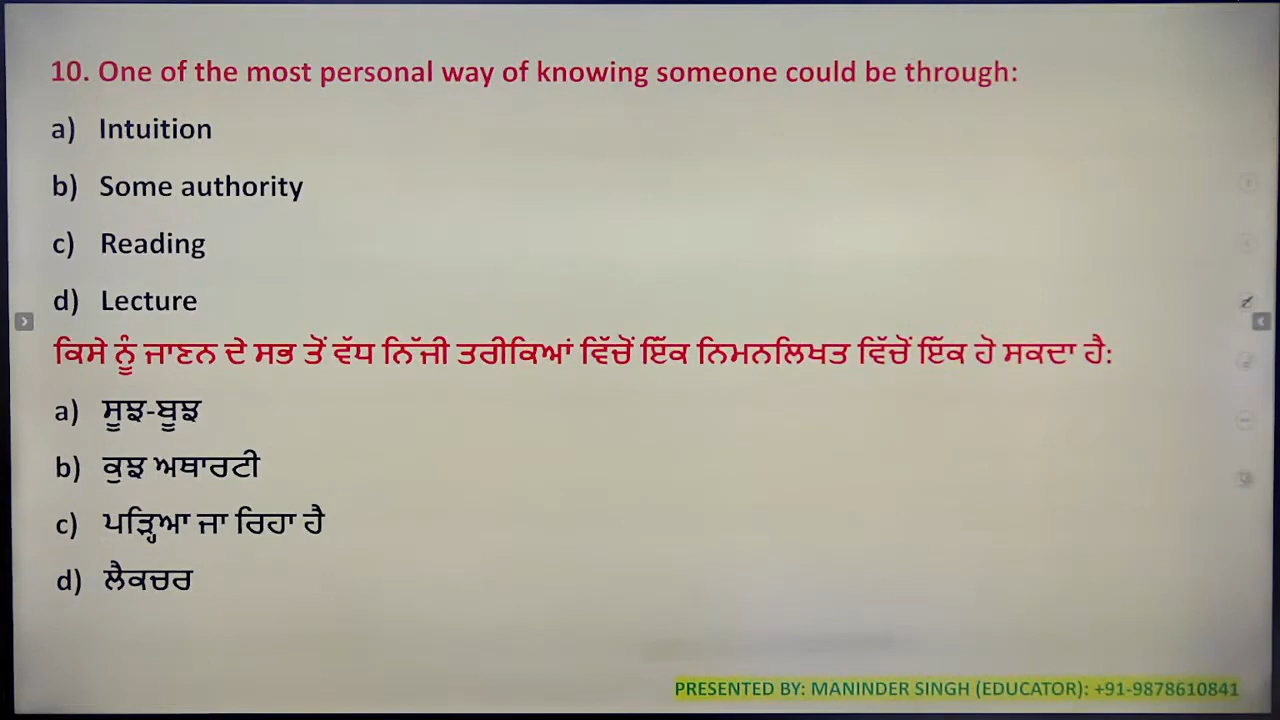 10. One of the most personal way of knowing someone could be through:
a) Intuition
b) Some authority
c) Reading
d) Lecture
ਕਿਸੇ ਨੂੰ ਜਾਣਨ ਦੇ ਸਭ ਤੋਂ ਵੱਧ ਨਿੱਜੀ ਤਰੀਕਿਆਂ ਵਿੱਚੋਂ ਇੱਕ ਨਿਮਨਲਿਖਤ ਵਿੱਚੋਂ ਇੱਕ ਹੋ ਸਕਦਾ ਹੈ:
a) ਸੂਝ-ਬੂਝ
b) ਕੁਝ ਅਥਾਰਟੀ
c) ਪੜ੍ਹਿਆ ਜਾ ਰਿਹਾ ਹੈ
d) ਲੈਕਚਰ
PRESENTED BY: MANINDER SINGH (EDUCATOR): +91-9878610841